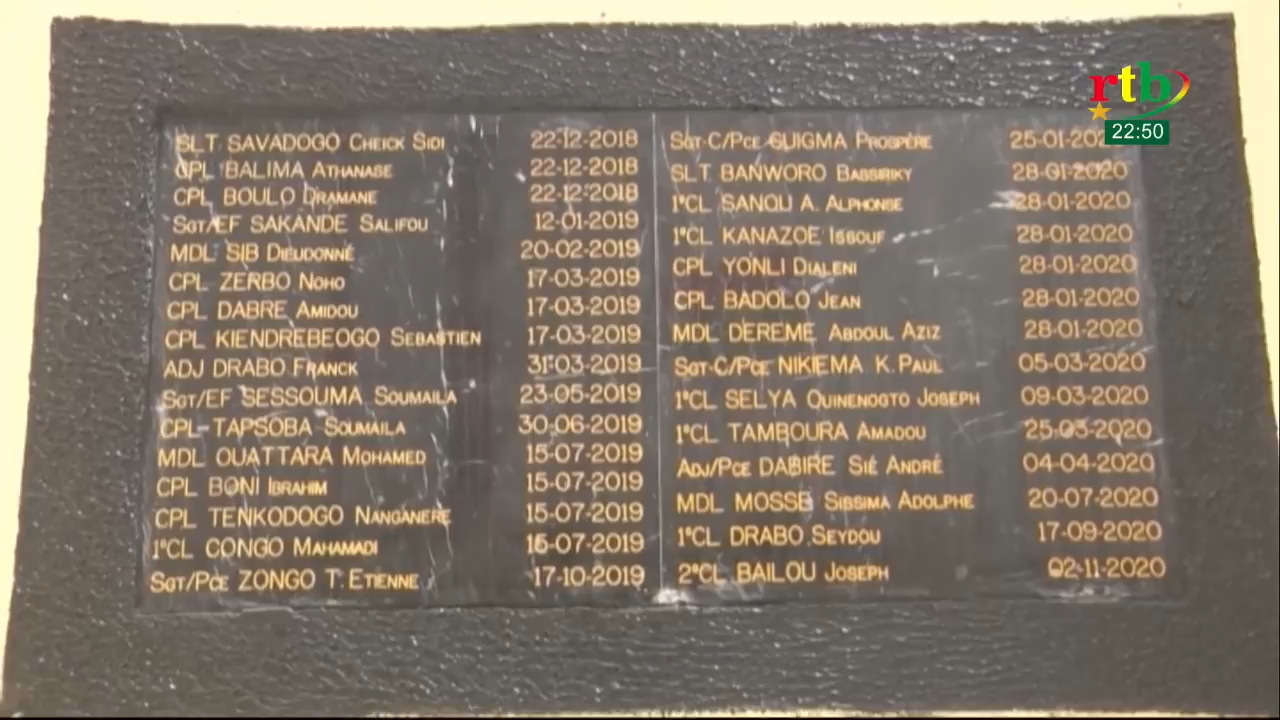 rtb
22:50
SLT SAVADOGO CHEICK SIDI 22-12-2018
CPL BALIMA ATHANASE 22-12-2018
CPL BOULO DRAMANE 22-12-2018
SGT/EF SAKANDE SALIFOU 12-01-2019
MDL SIB DIEUDONNÉ 20-02-2019
CPL ZERBO NOHO 17-03-2019
CPL DABRE AMIDOU 17-03-2019
CPL KIENDREBEOGO SÉBASTIEN 17-03-2019
ADJ DRABO FRANCK 31-03-2019
SGT/EF SESSOUMA SOUMAILA 23-05-2019
CPL TAPSOBA SOUMAILA 30-06-2019
MDL OUATTARA MOHAMED 15-07-2019
CPL BONI IBRAHIM 15-07-2019
CPL TENKODOGO NANGANERE 15-07-2019
1°CL CONGO MAHAMADI 15-07-2019
SGT/PCE ZONGO T. ETIENNE 17-10-2019
SGT-C/PCE GUIGMA PROSPÈRE 25-01-2020
SLT BANWORO BASSIRIKY 28-01-2020
1°CL SANOU A. ALPHONSE 28-01-2020
1°CL KANAZOE ISSOUF 28-01-2020
CPL YONLI DIALENI 28-01-2020
CPL BADOLO JEAN 28-01-2020
MDL DEREME ABDOUL AZIZ 28-01-2020
SGT-C/PCE NIKIEMA K. PAUL 05-03-2020
1°CL SELYA OUINENOGTO JOSEPH 09-03-2020
1°CL TAMBOURA AMADOU 25-03-2020
ADJ/PCE DABIRE SIÉ ANDRÉ 04-04-2020
MDL MOSSE SIBSIMA ADOLPHE 20-07-2020
1°CL DRABO SEYDOU 17-09-2020
2°CL BAILOU JOSEPH 02-11-2020